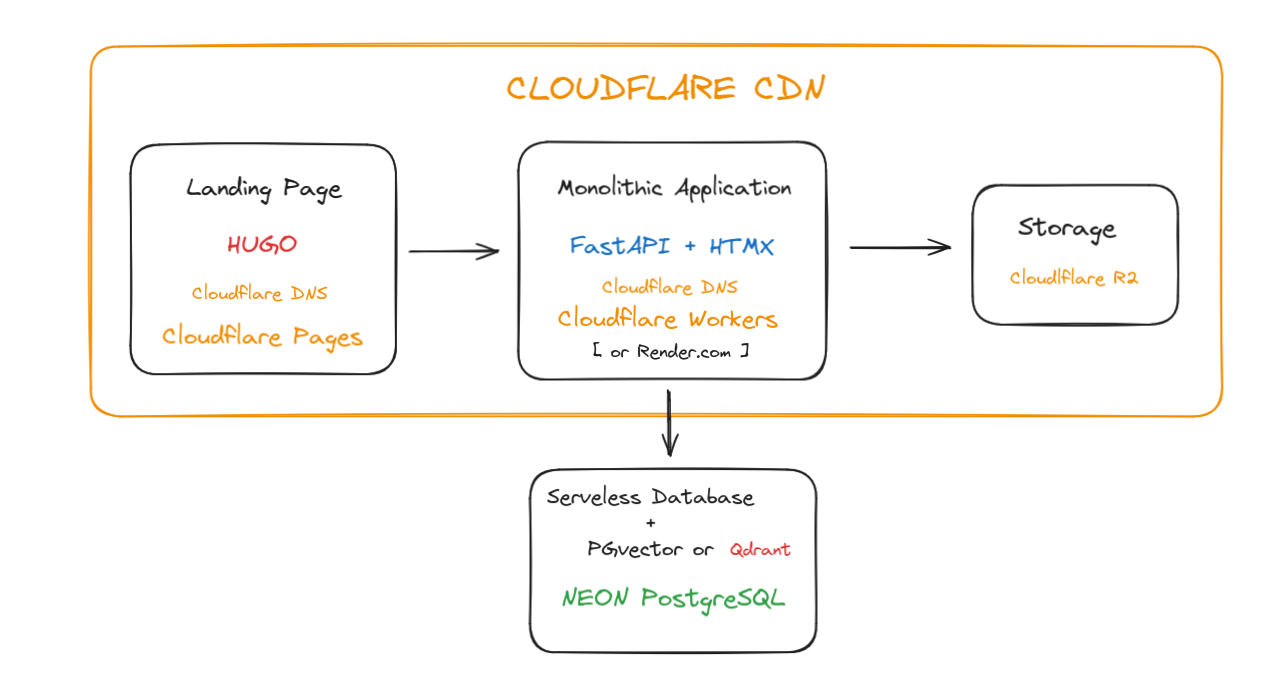 CLOUDFLARE CDN
Landing Page
HUGO
Cloudflare DNS
Cloudflare Pages
Monolithic Application
FastAPI + HTMX
Cloudflare DNS
Cloudflare Workers
[ or Render.com ]
Storage
Cloudlflare R2
Serveless Database
+
PGvector or Qdrant
NEON PostgreSQL